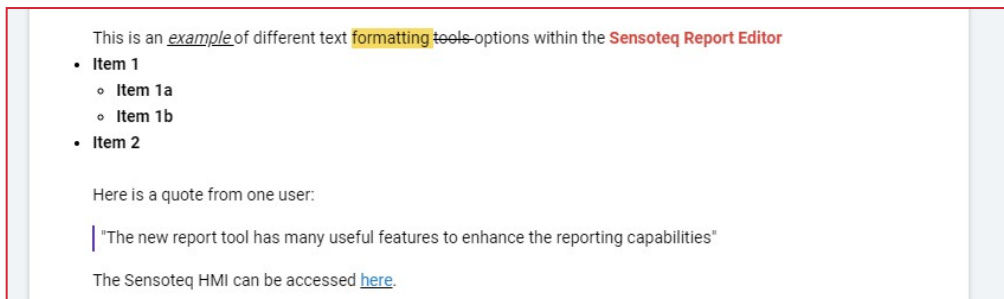 This is an example of different text formatting tools options within the Sensoteq Report Editor
• Item 1
◦ Item 1a
◦ Item 1b
• Item 2
Here is a quote from one user:
"The new report tool has many useful features to enhance the reporting capabilities"
The Sensoteq HMI can be accessed here.